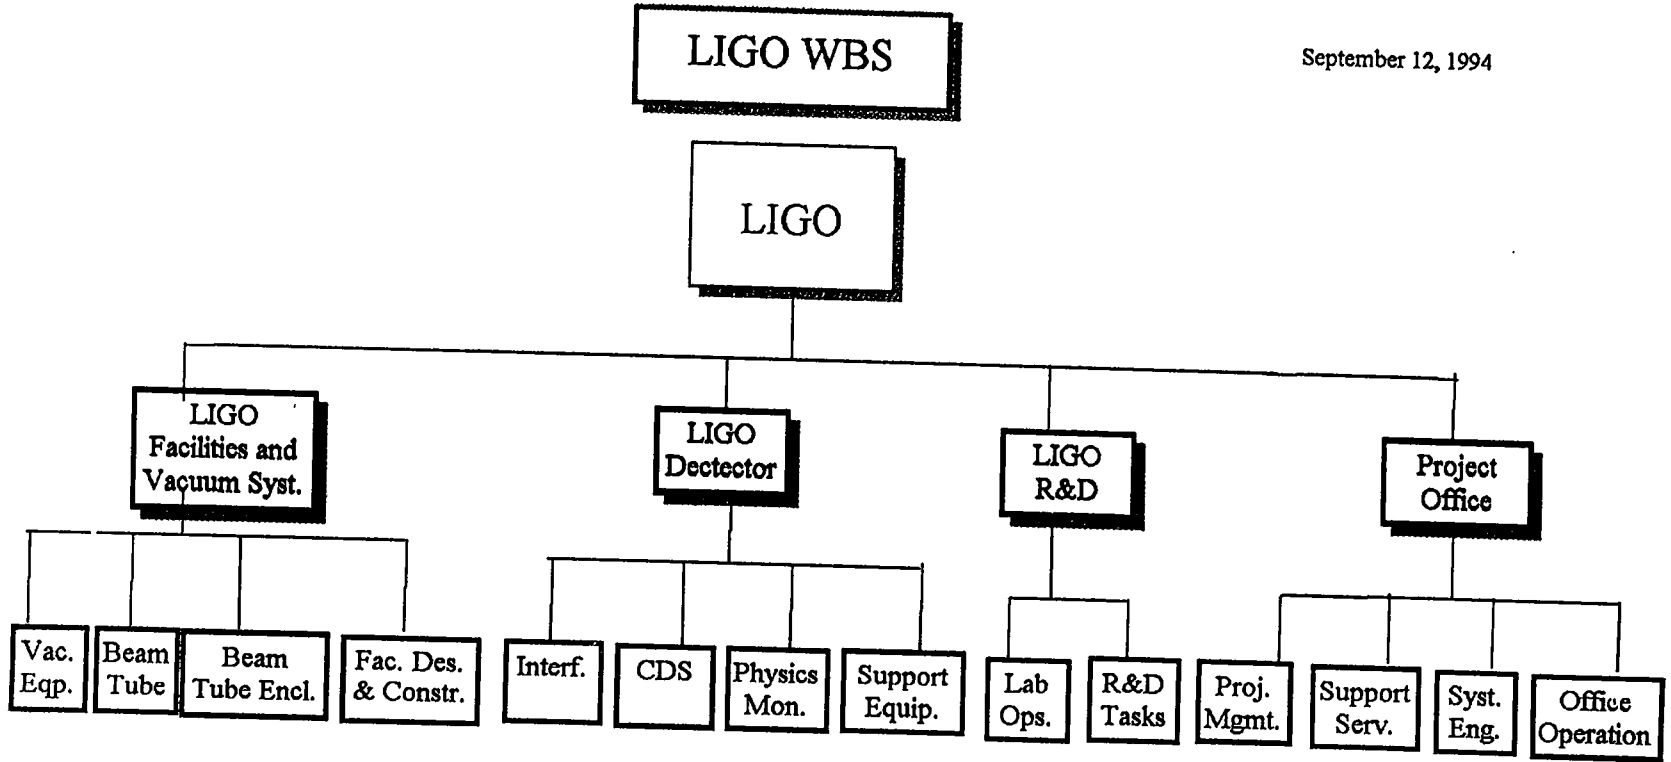 LIGO WBS
September 12, 1994
LIGO
LIGO
Facilities and
Vacuum Syst.
LIGO
Dectector
LIGO
R&D
Project
Office
Vac.
Eqp.
Beam
Tube
Beam
Tube Encl.
Fac. Des.
& Constr.
Interf.
CDS
Physics
Mon.
Support
Equip.
Lab
Ops.
R&D
Tasks
Proj.
Mgmt.
Support
Serv.
Syst.
Eng.
Office
Operation